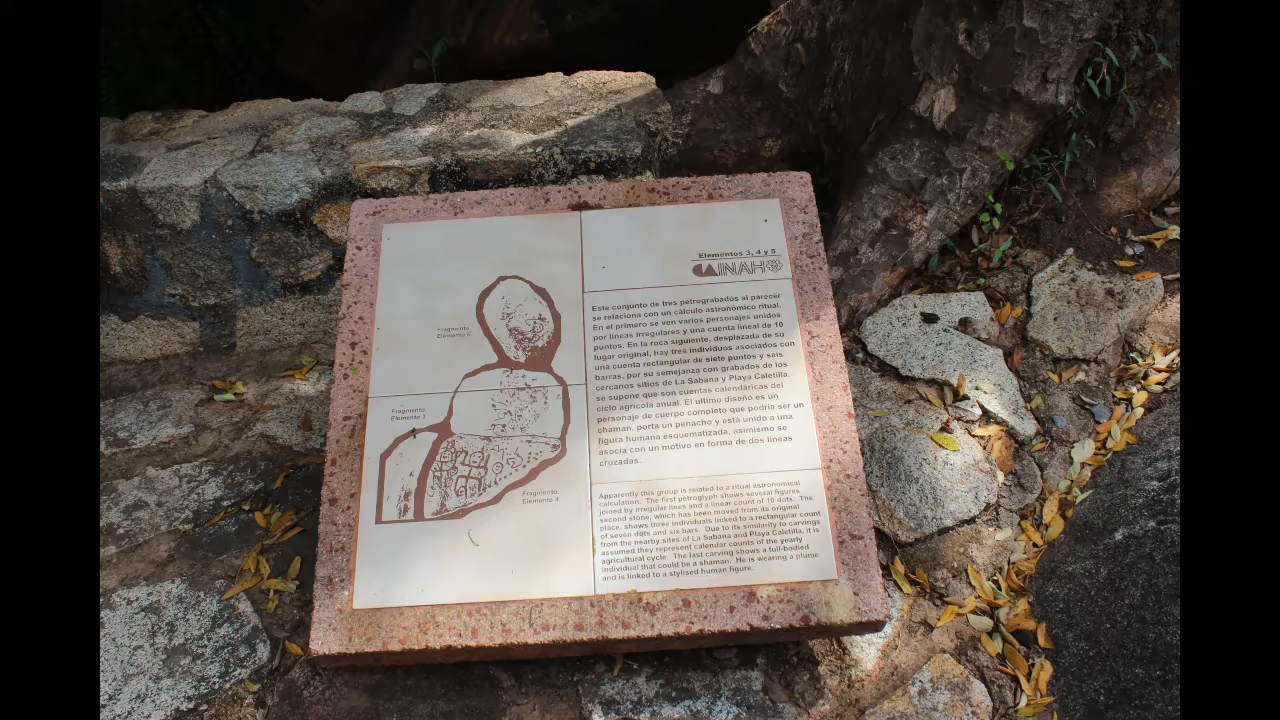 Elementos 3, 4 y 5
INAH
Este conjunto de tres petrograbados al parecer
se relaciona con un cálculo astronómico ritual.
En el primero se ven varios personajes unidos
por líneas irregulares y una cuenta lineal de 10
puntos. En la roca siguiente, desplazada de su
lugar original, hay tres individuos asociados con
una cuenta rectangular de siete puntos y seis
barras, por su semejanza con grabados de los
cercanos sitios de La Sabana y Playa Caletilla,
se supone que son cuentas calendáricas del
ciclo agrícola anual. El ultimo diseño es un
personaje de cuerpo completo que podría ser un
chaman, porta un penacho y está unido a una
figura humana esquematizada, asimismo se
asocia con un motivo en forma de dos líneas
cruzadas.
Apparently this group is related to a ritual astronomical
calculation. The first petroglyph shows several figures
joined by irregular lines and a linear count of 10 dots. The
second stone, which has been moved from its original
place, shows three individuals linked to a rectangular count
of seven dots and six bars. Due to its similarity to carvings
from the nearby sites of La Sabana and Playa Caletilla, it is
assumed they represent calendar counts of the yearly
agricultural cycle. The last carving shows a full-bodied
individual that could be a shaman. He is wearing a plume
and is linked to a stylised human figure.
Fragmento
Elemento 5
Fragmento
Elemento 3
Fragmento
Elemento 4